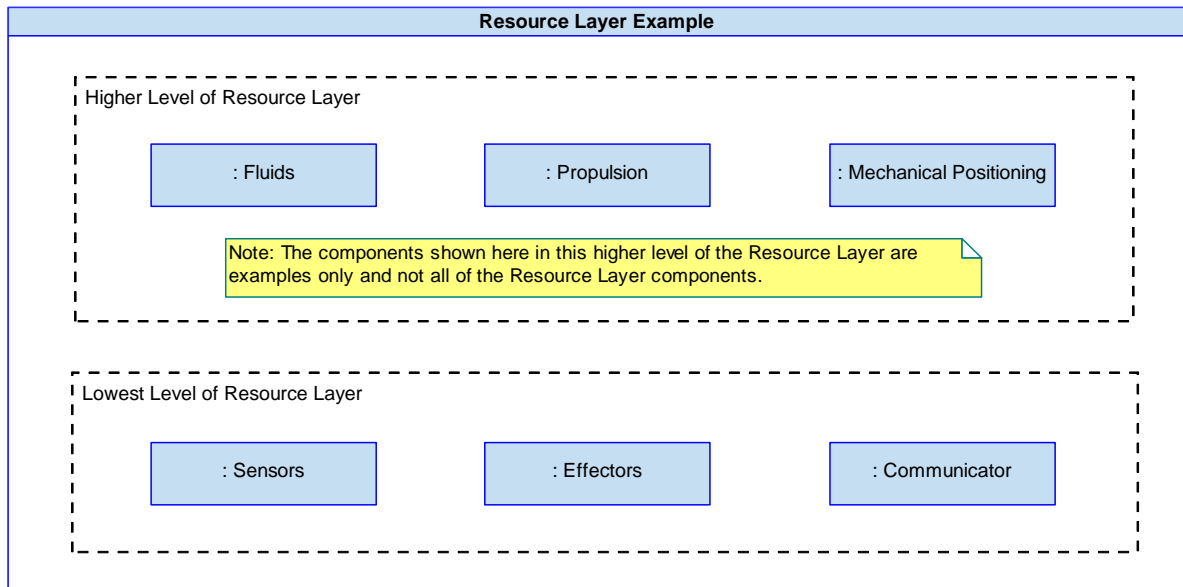 Resource Layer Example
Higher Level of Resource Layer
: Fluids
: Propulsion
: Mechanical Positioning
Note: The components shown here in this higher level of the Resource Layer are
examples only and not all of the Resource Layer components.
Lowest Level of Resource Layer
: Sensors
: Effectors
: Communicator